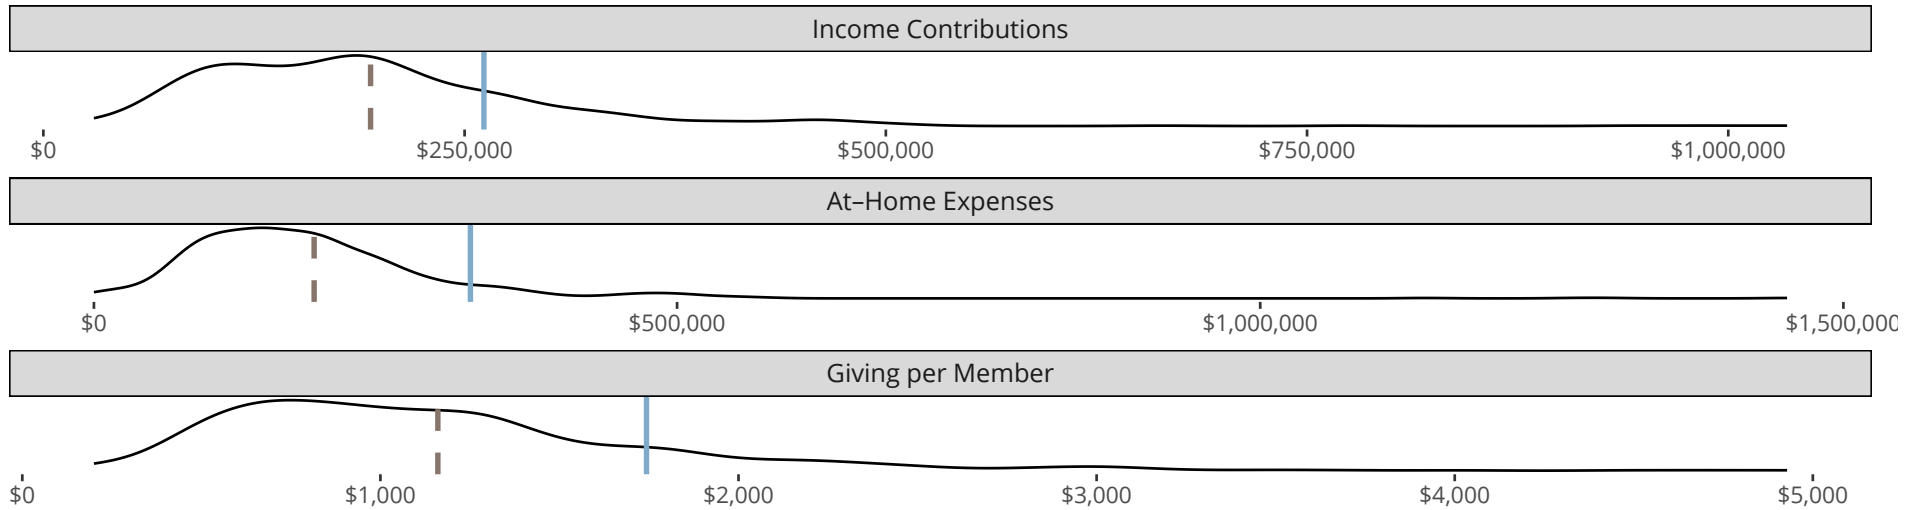 Income Contributions
$0 $250,000 $500,000 $750,000 $1,000,000
At–Home Expenses
$0 $500,000 $1,000,000 $1,500,000
Giving per Member
$0 $1,000 $2,000 $3,000 $4,000 $5,000